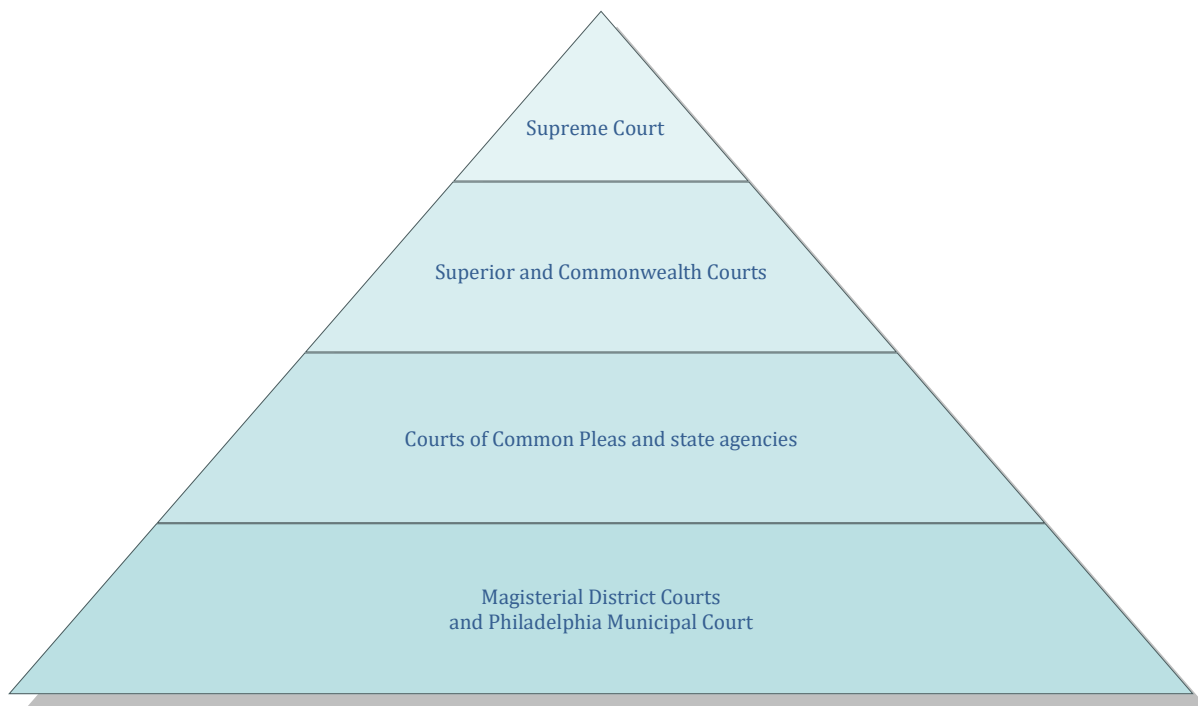 Supreme Court
Superior and Commonwealth Courts
Courts of Common Pleas and state agencies
Magisterial District Courts
and Philadelphia Municipal Court